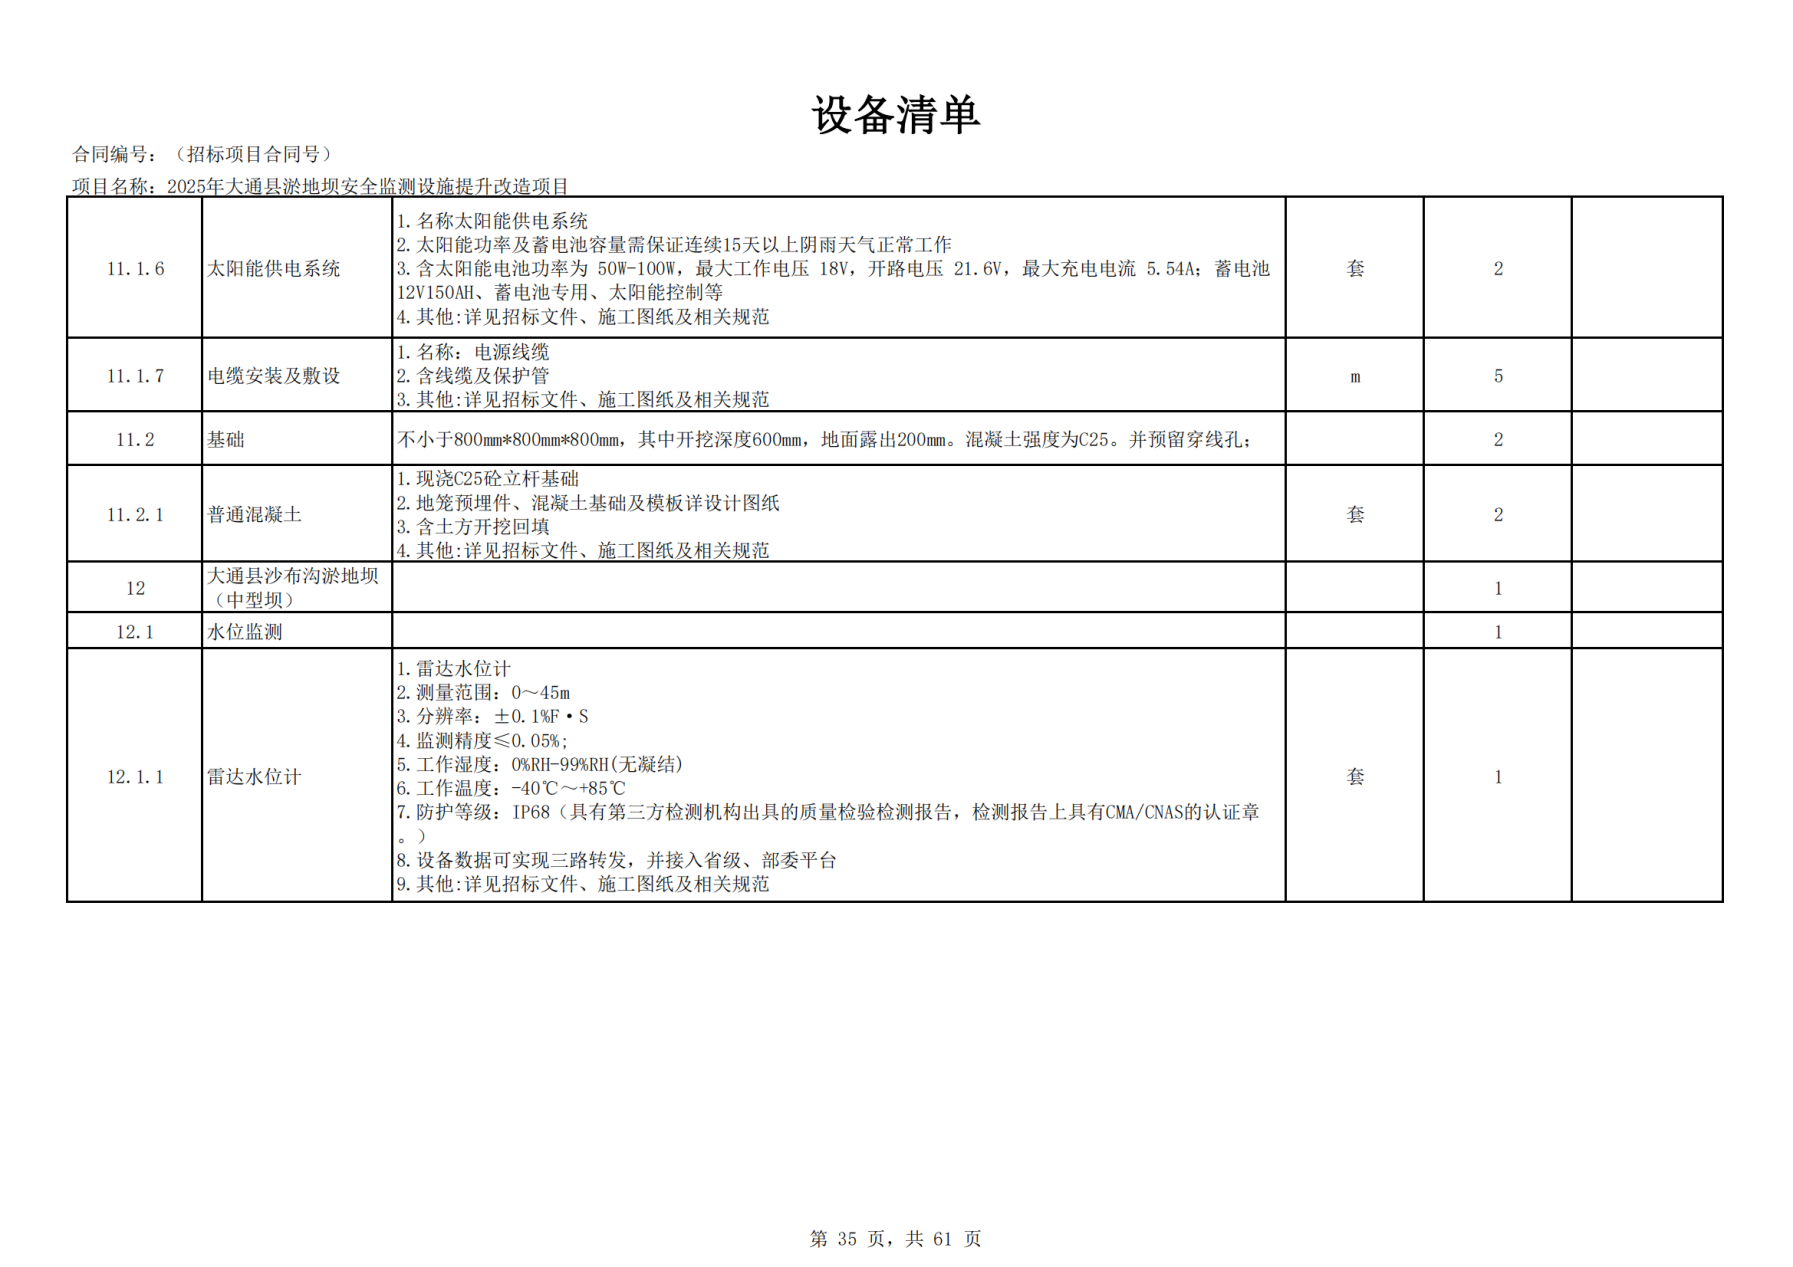 设备清单
合同编号：（招标项目合同号）
项目名称：2025年大通县淤地坝安全监测设施提升改造项目
11.1.6
太阳能供电系统
1.名称太阳能供电系统
2.太阳能功率及蓄电池容量需保证连续15天以上阴雨天气正常工作
3.含太阳能电池功率为 50W-100W，最大工作电压 18V，开路电压 21.6V，最大充电电流 5.54A；蓄电池
12V150AH、蓄电池专用、太阳能控制等
4.其他:详见招标文件、施工图纸及相关规范
套
2
11.1.7
电缆安装及敷设
1.名称：电源线缆
2.含线缆及保护管
3.其他:详见招标文件、施工图纸及相关规范
m
5
11.2
基础
不小于800mm*800mm*800mm，其中开挖深度600mm，地面露出200mm。混凝土强度为C25。并预留穿线孔；
2
11.2.1
普通混凝土
1.现浇C25砼立杆基础
2.地笼预埋件、混凝土基础及模板详设计图纸
3.含土方开挖回填
4.其他:详见招标文件、施工图纸及相关规范
套
2
12
大通县沙布沟淤地坝
（中型坝）
1
12.1
水位监测
1
12.1.1
雷达水位计
1.雷达水位计
2.测量范围：0～45m
3.分辨率：±0.1%F·S
4.监测精度≤0.05%;
5.工作湿度：0%RH-99%RH(无凝结)
6.工作温度：-40℃～+85℃
7.防护等级：IP68（具有第三方检测机构出具的质量检验检测报告，检测报告上具有CMA/CNAS的认证章
。）
8.设备数据可实现三路转发，并接入省级、部委平台
9.其他:详见招标文件、施工图纸及相关规范
套
1
第 35 页，共 61 页